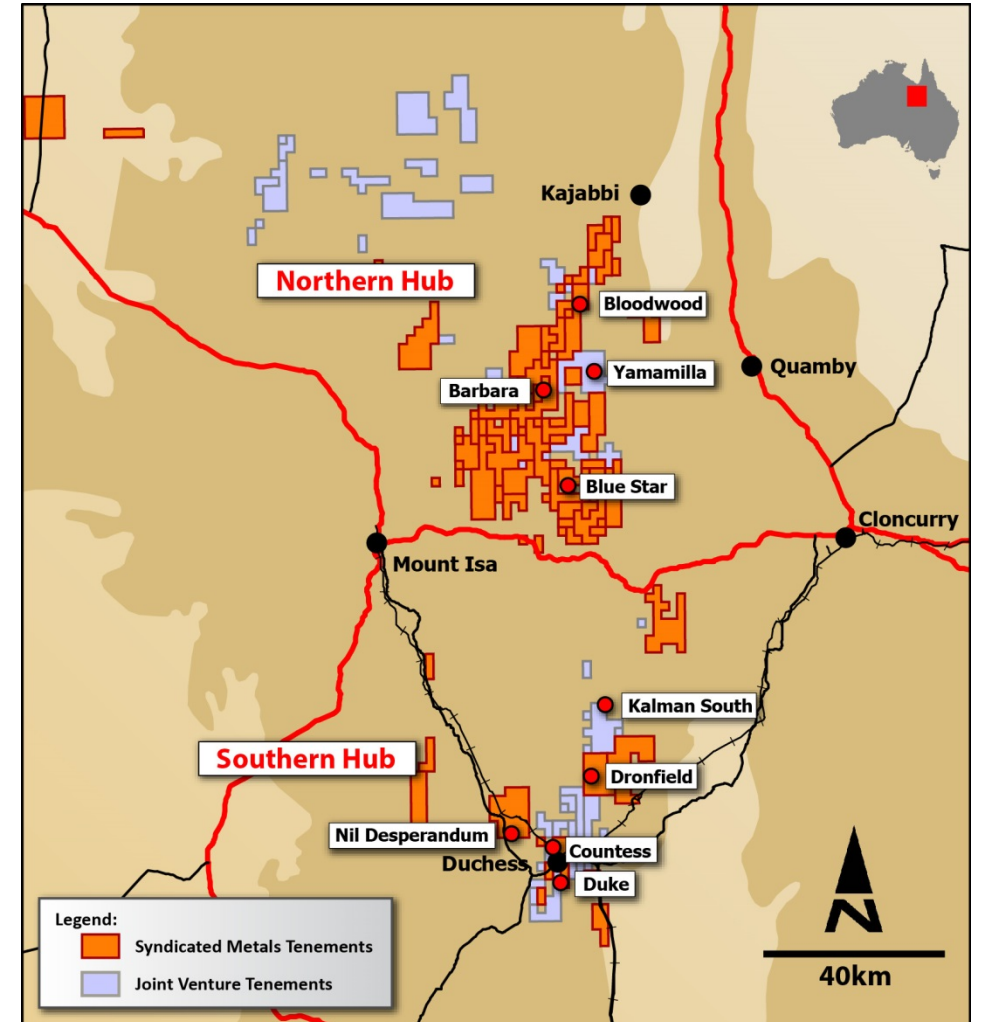 Kajabbi
Northern Hub
Bloodwood
Yamamilla
Quamby
Barbara
Blue Star
Cloncurry
Mount Isa
Kalman South
Southern Hub
Dronfield
Nil Desperandum
Countess
Duchess
Duke
Legend:
Syndicated Metals Tenements
Joint Venture Tenements
N
40km